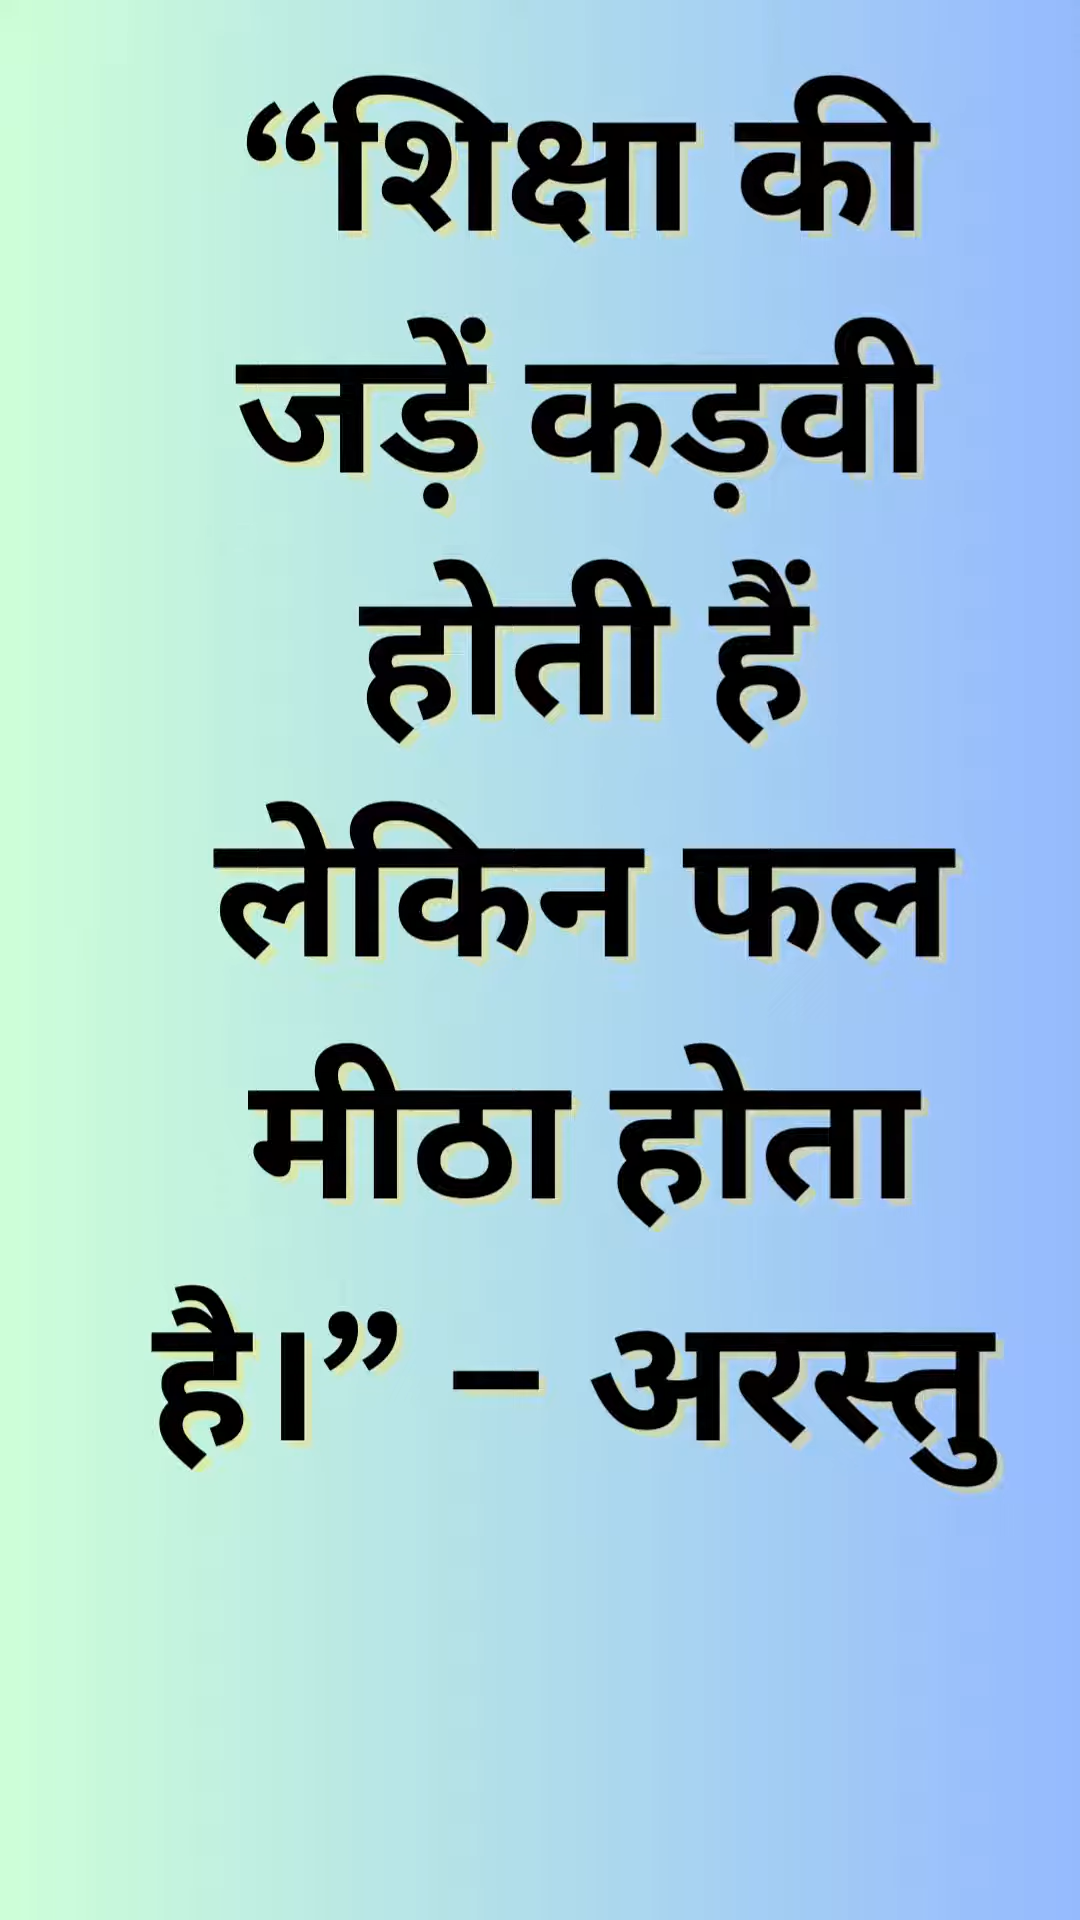 “शिक्षा की
जड़ें कड़वी
होती हैं
लेकिन फल
मीठा होता
है।” – अरस्तु